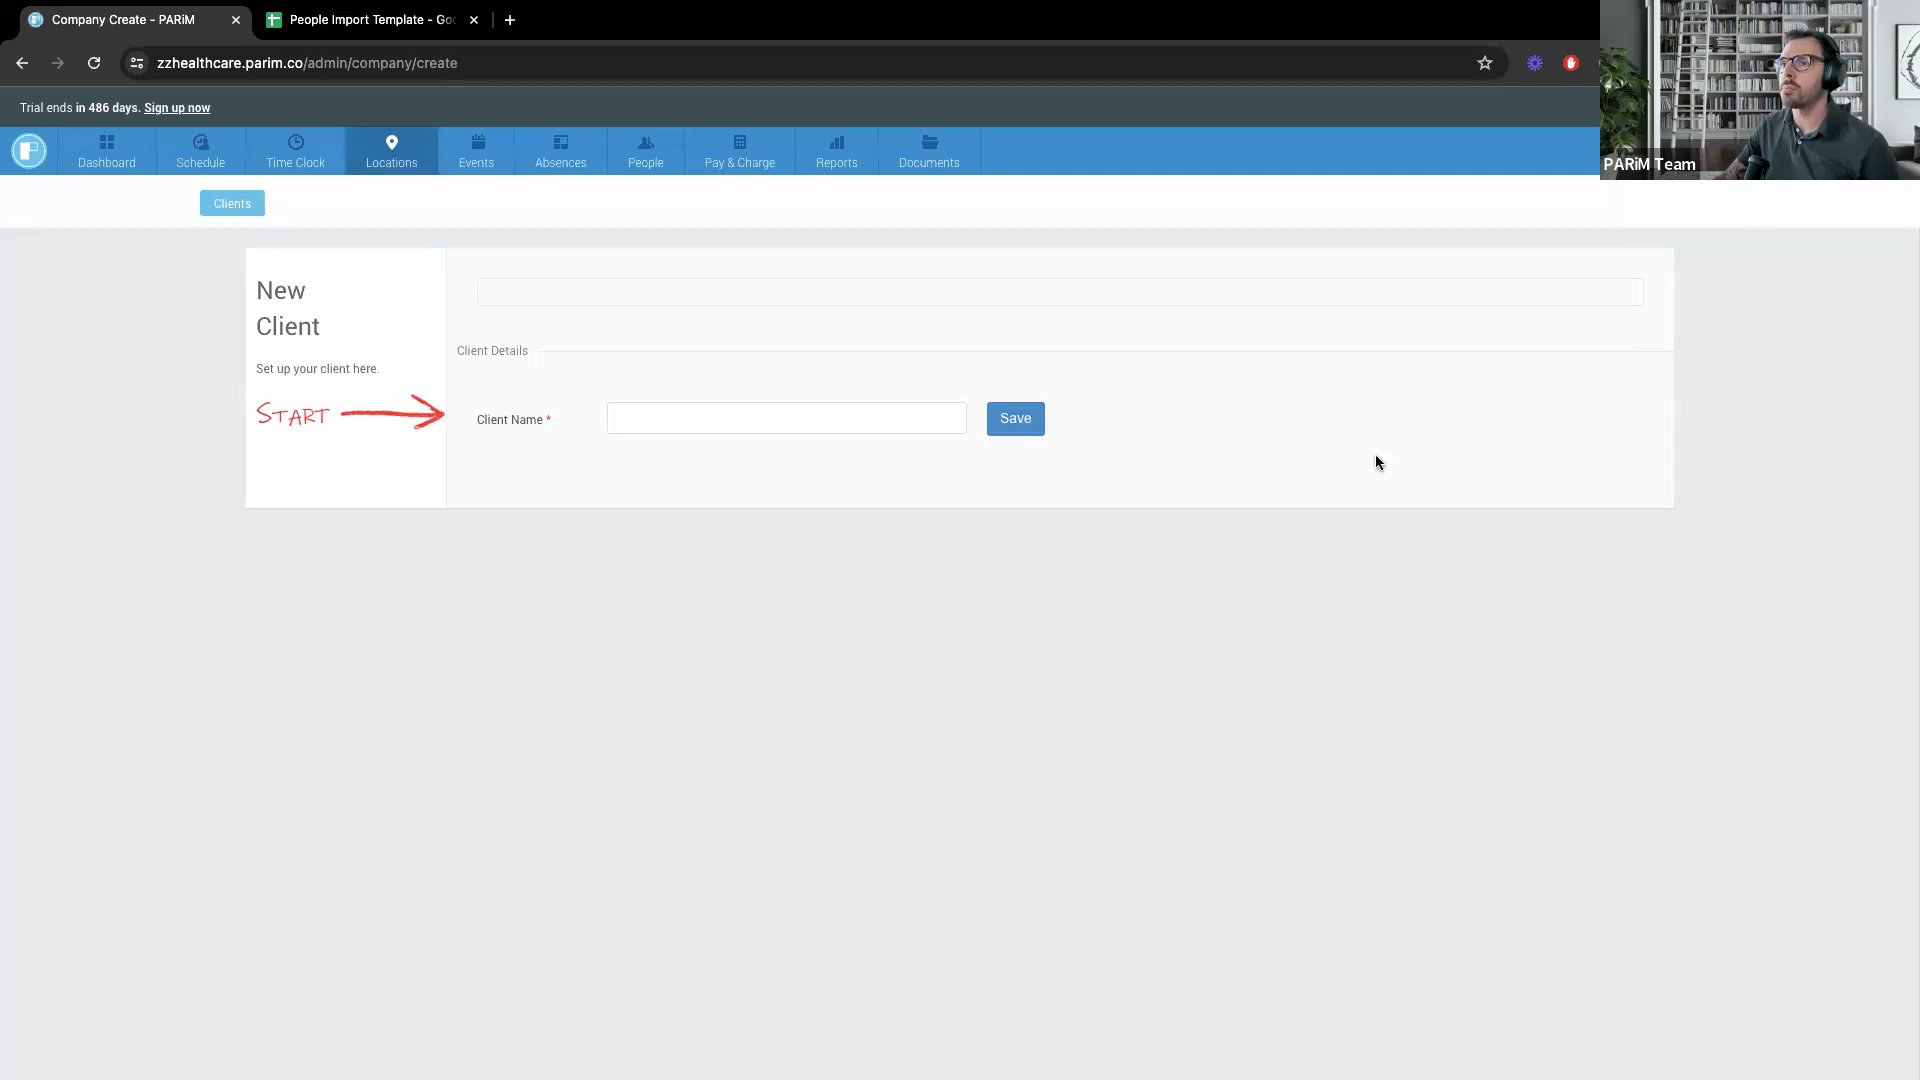 Company Create - PARiM
People Import Template - Goo
zzhealthcare.parim.co/admin/company/create
Trial ends in 486 days. Sign up now
Dashboard
Schedule
Time Clock
Locations
Events
Absences
People
Pay & Charge
Reports
Documents
PARiM Team
Clients
New
Client
Set up your client here.
START
Client Details
Client Name *
Save